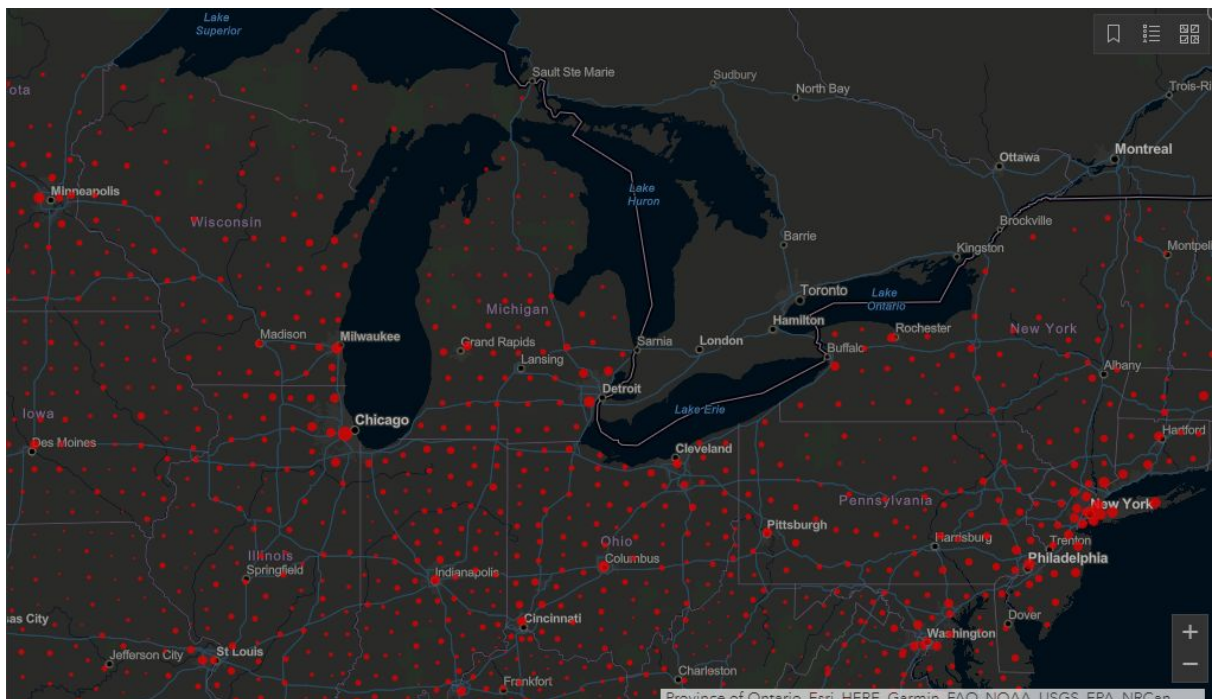 Lake
Superior
Sault Ste Marie
Sudbury
North Bay
Trois-Ri
ota
Ottawa
Montreal
Minneapolis
Lake
Huron
Wisconsin
Brockville
Barrie
Kingston
Montpel
Toronto
Lake
Ontario
Michigan
Hamilton
Rochester
New York
Madison
Milwaukee
Grand Rapids
Sarnia
London
Buffalo
Lansing
Albany
Detroit
Iowa
Chicago
Lake Erie
Des Moines
Hartford
Cleveland
Pennsylvania
New York
Pittsburgh
Ohio
Harrisburg
Trenton
Illinois
Springfield
Indianapolis
Columbus
Philadelphia
sas City
Cincinnati
Dover
Washington
Jefferson City
St Louis
Charleston
Frankfort
+
−
Province of Ontario, Esri, HERE, Garmin, FAO, NOAA, USGS, EPA, NRCan